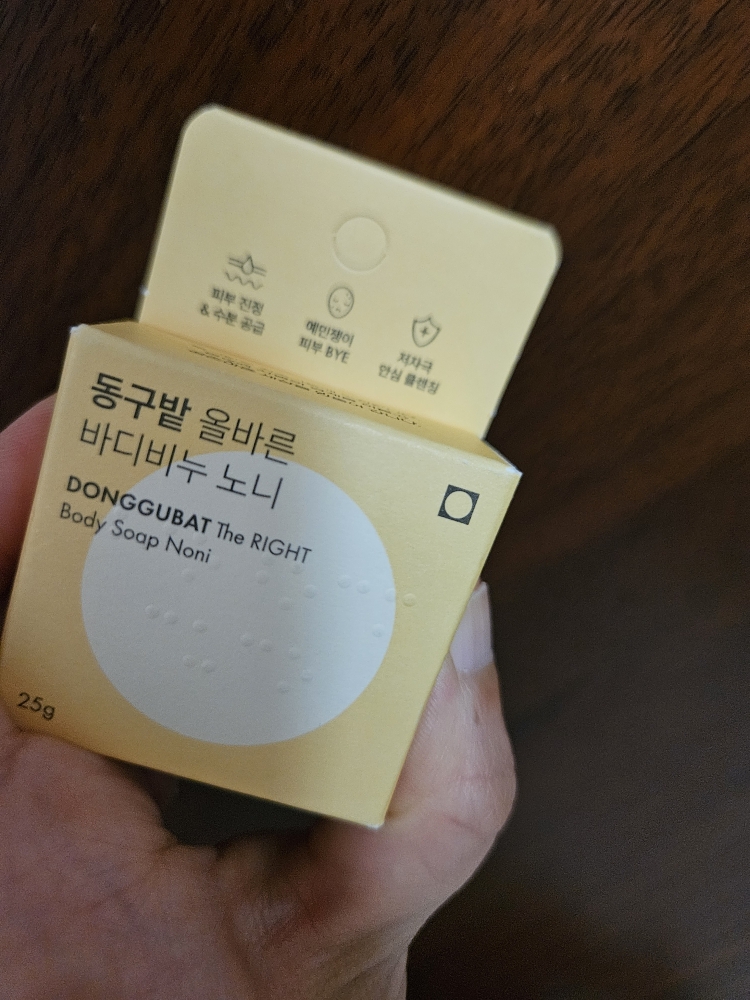 피부 진정
& 수분 공급
예민쟁이
피부 BYE
저자극
안심 클렌징
동구밭 올바른
바디비누 노니
DONGGUBAT The RIGHT
Body Soap Noni
25g